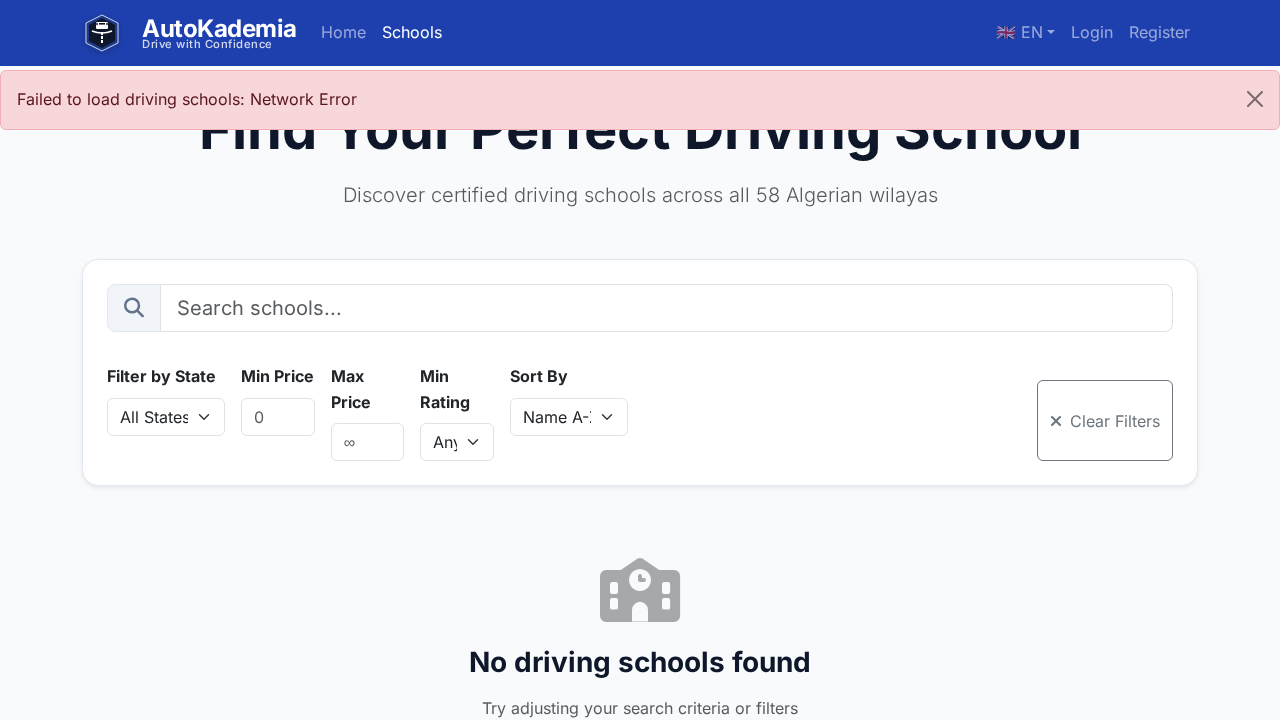 AutoKademia
Drive with Confidence
Home
Schools
EN
Login
Register
Failed to load driving schools: Network Error
Find Your Perfect Driving School
Discover certified driving schools across all 58 Algerian wilayas
Search schools...
Filter by State
Min Price
Max
Price
Min
Rating
Sort By
All States
0
∞
Any
Name A-Z
Clear Filters
No driving schools found
Try adjusting your search criteria or filters